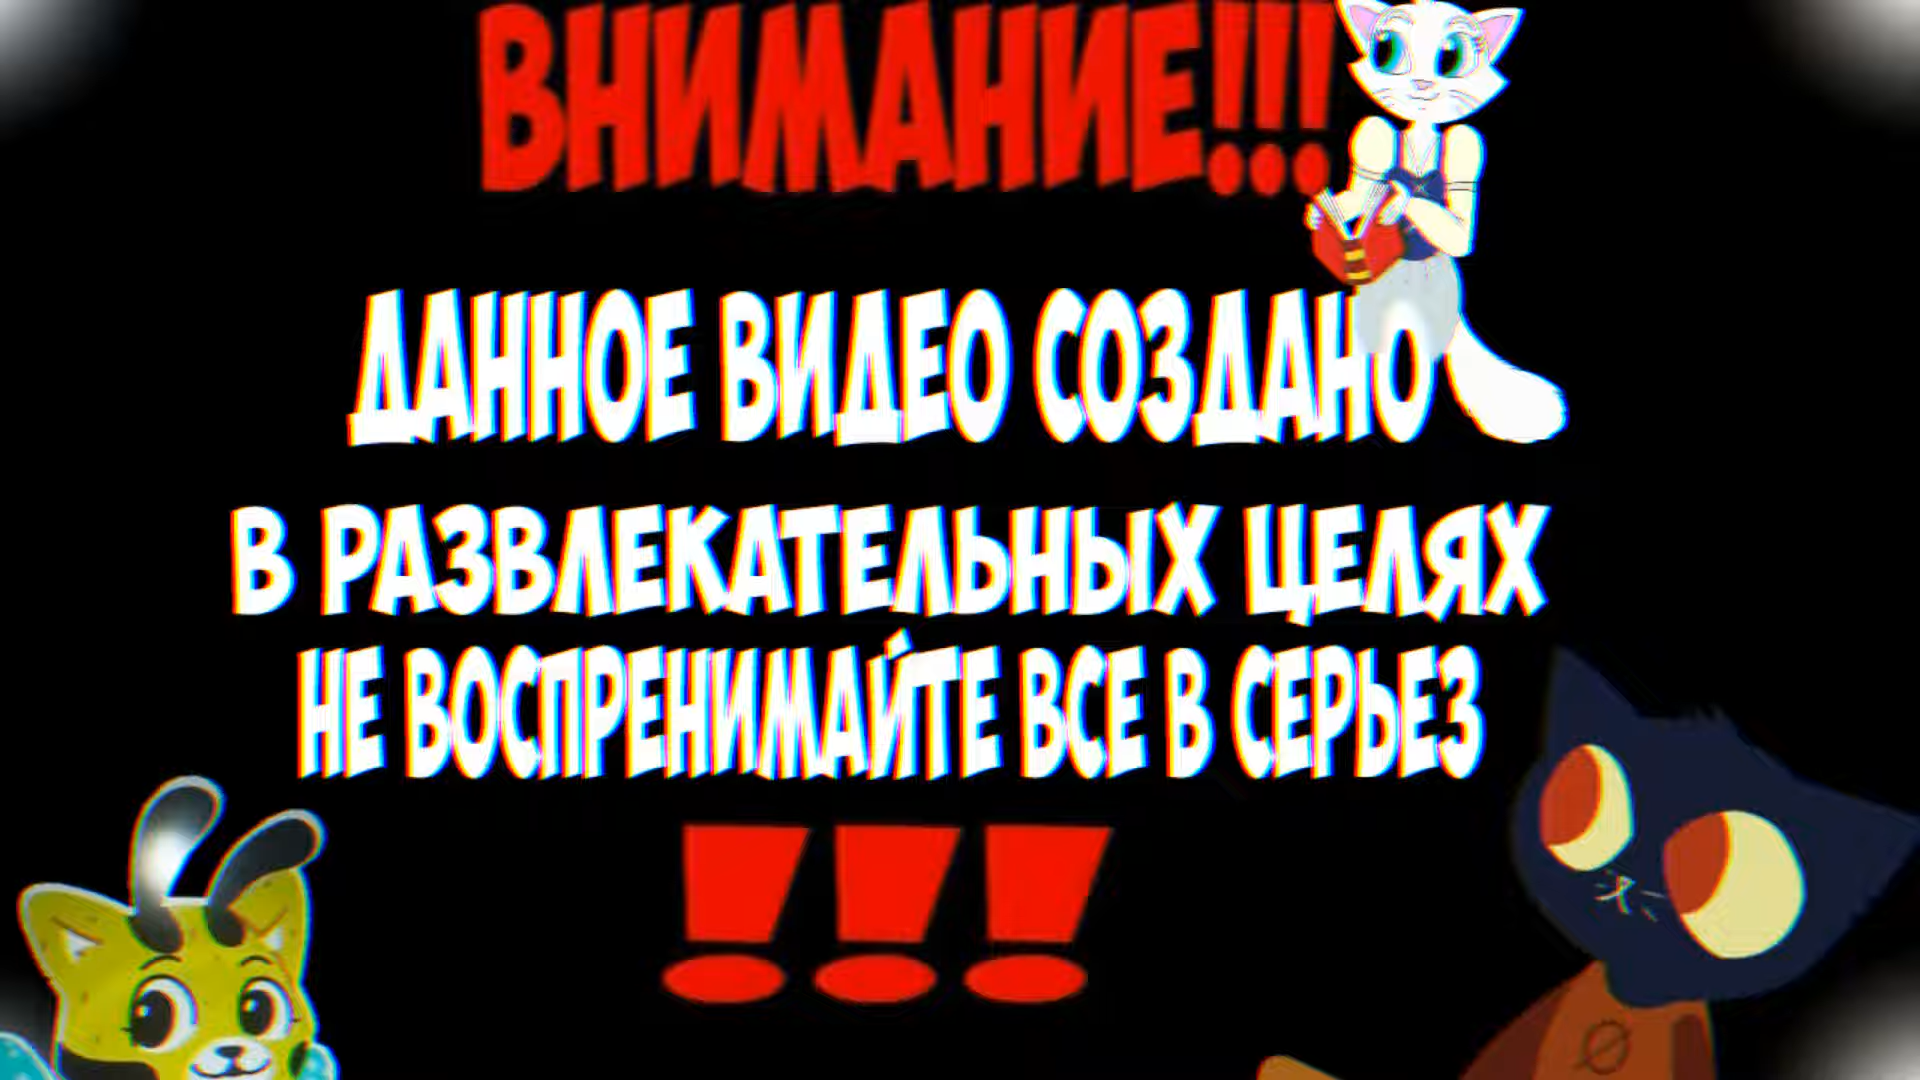 ВНИМАНИЕ!!!
ДАННОЕ ВИДЕО СОЗДАНО
В РАЗВЛЕКАТЕЛЬНЫХ ЦЕЛЯХ
НЕ ВОСПРЕНИМАЙТЕ ВСЕ В СЕРЬЕЗ
!!!